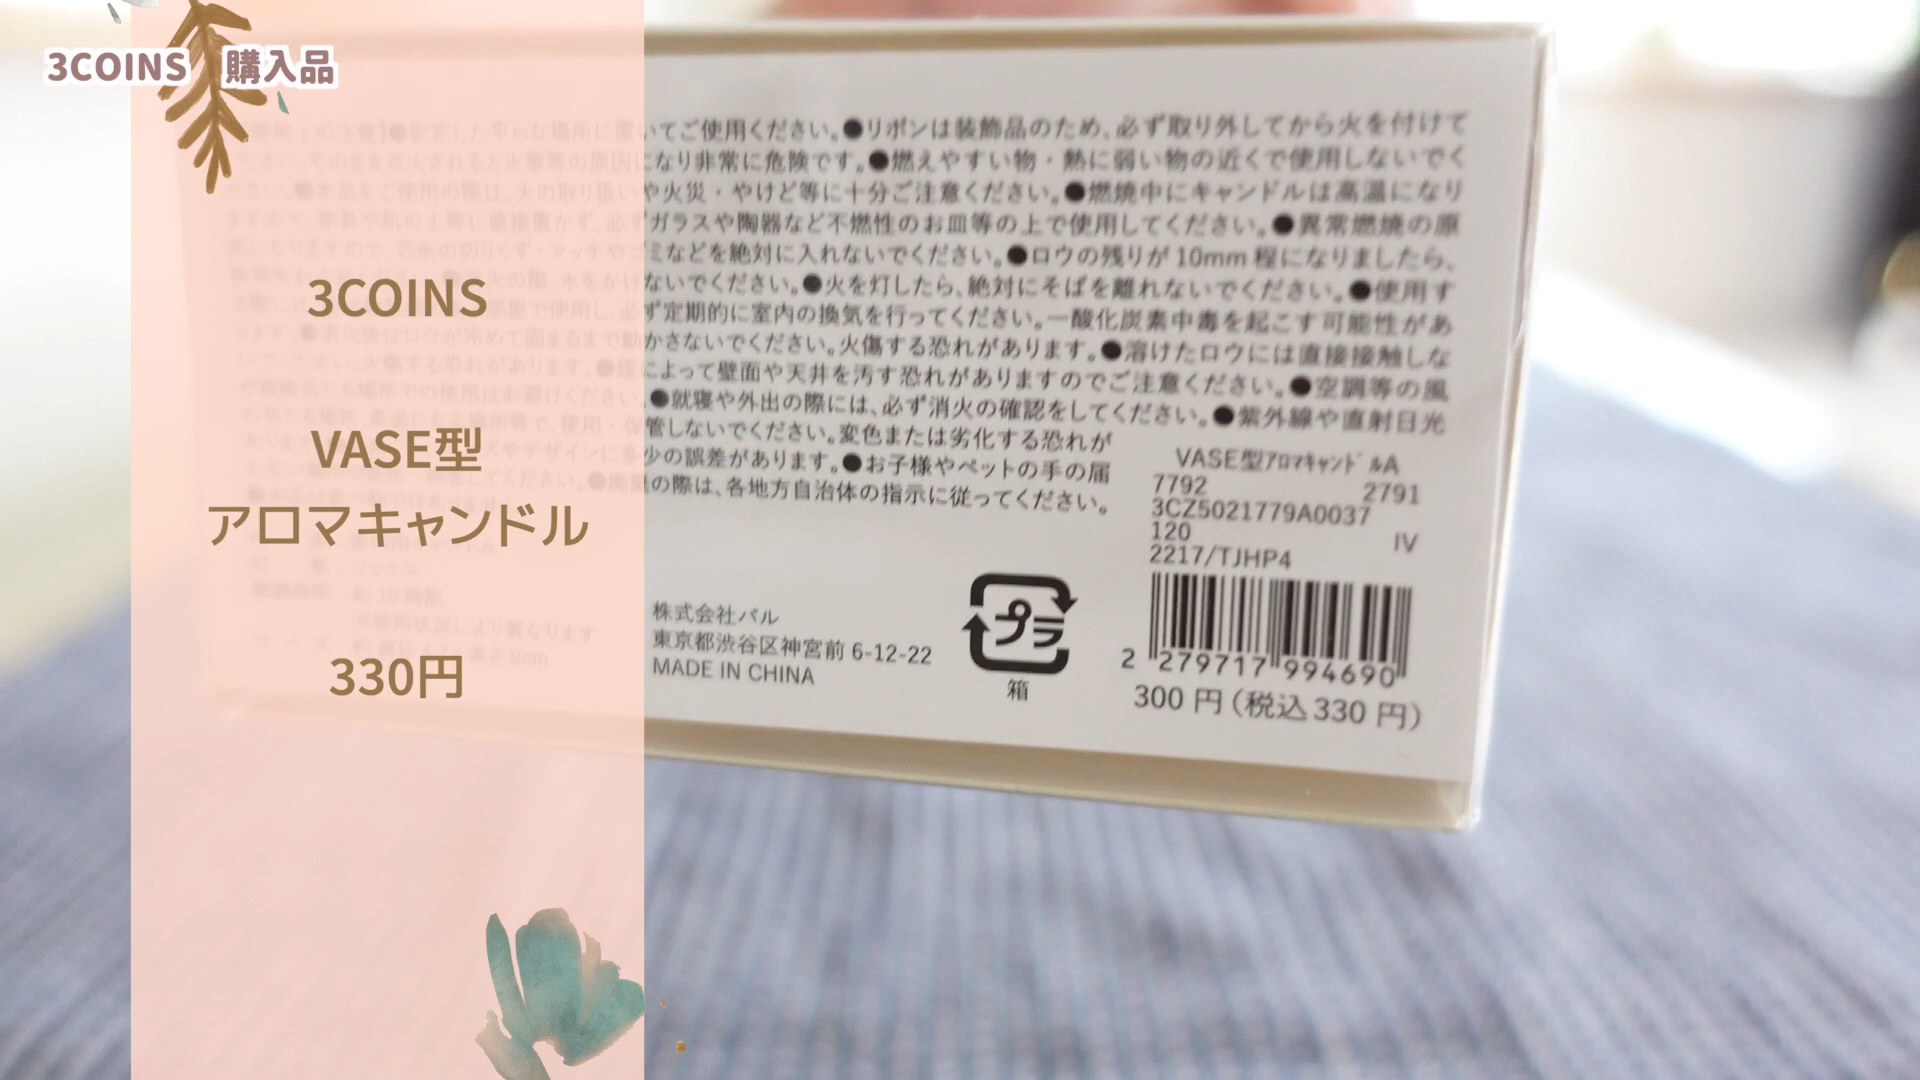 3COINS 購入品
3COINS
VASE型
アロマキャンドル
330円
いてご使用ください。●リボンは装飾品のため、必ず取り外してから火を付けて
になり非常に危険です。●燃えやすい物・熱に弱い物の近くで使用しないでく
や火災・やけど等に十分ご注意ください。●燃焼中にキャンドルは高温になり
ガラスや陶器など不燃性のお皿等の上で使用してください。●異常燃焼の原
ミなどを絶対に入れないでください。●ロウの残りが10mm程になりましたら、
ないでください。●火を灯したら、絶対にそばを離れないでください。●使用す
ず定期的に室内の換気を行ってください。一酸化炭素中毒を起こす可能性があ
かさないでください。火傷する恐れがあります。●溶けたロウには直接接触しな
によって壁面や天井を汚す恐れがありますのでご注意ください。●空調等の風
●就寝や外出の際には、必ず消火の確認をしてください。●紫外線や直射日光
管しないでください。変色または劣化する恐れが
少の誤差があります。●お子様やペットの手の届
の際は、各地方自治体の指示に従ってください。
VASE型ｱﾛﾏｷｬﾝﾄﾞﾙA
7792 2791
3CZ5021779A0037
120 IV
2217/TJHP4
株式会社パル
東京都渋谷区神宮前 6-12-22
MADE IN CHINA
プラ
箱
2 279717 994690
300 円(税込330 円)